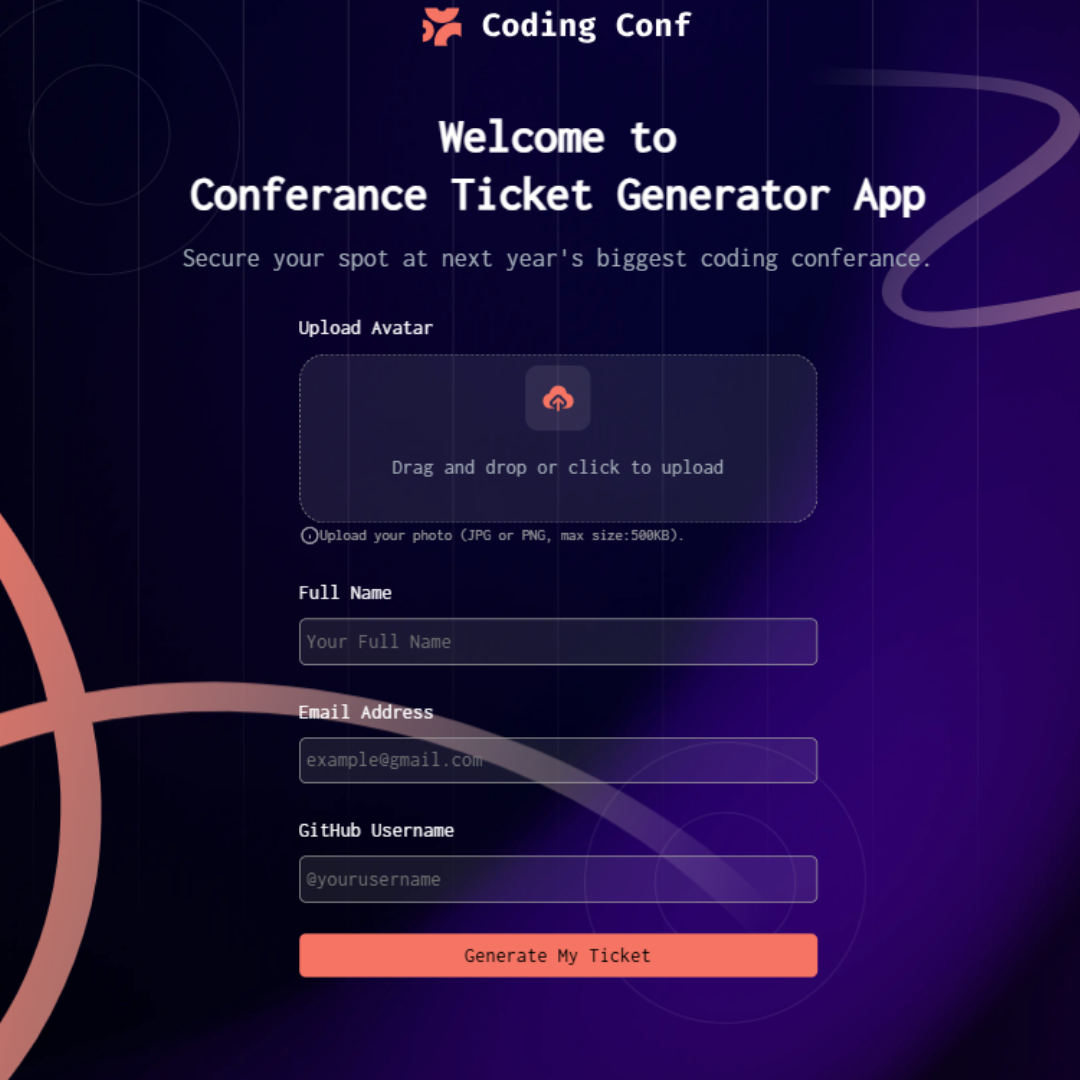 Coding Conf
Welcome to
Conferance Ticket Generator App
Secure your spot at next year's biggest coding conferance.
Upload Avatar
Drag and drop or click to upload
Upload your photo (JPG or PNG, max size:500KB).
Full Name
Your Full Name
Email Address
example@gmail.com
GitHub Username
@yourusername
Generate My Ticket